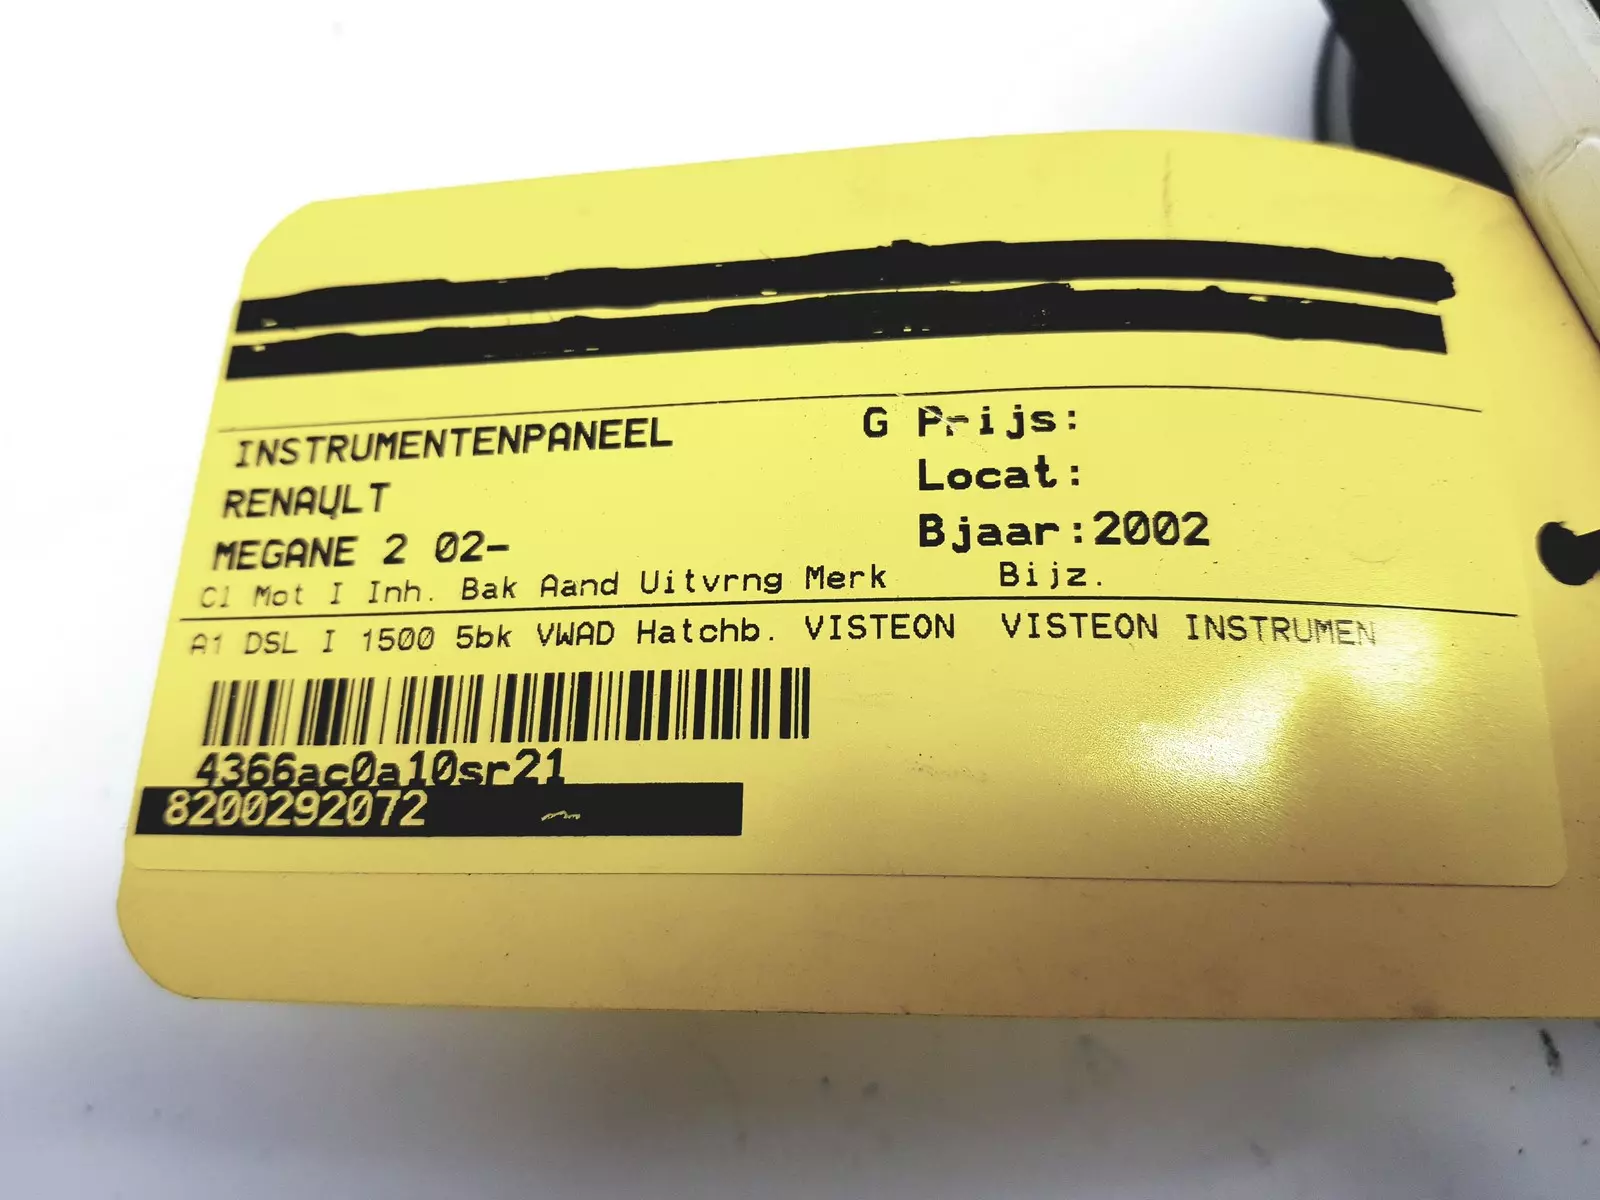 INSTRUMENTENPANEEL G Prijs:
RENAULT Locat:
MEGANE 2 02- Bjaar:2002
Cl Mot I Inh. Bak Aand Uitvrng Merk Bijz.
A1 DSL I 1500 5bk VWAD Hatchb. VISTEON VISTEON INSTRUMEN
4366ac0a10sr21
8200292072